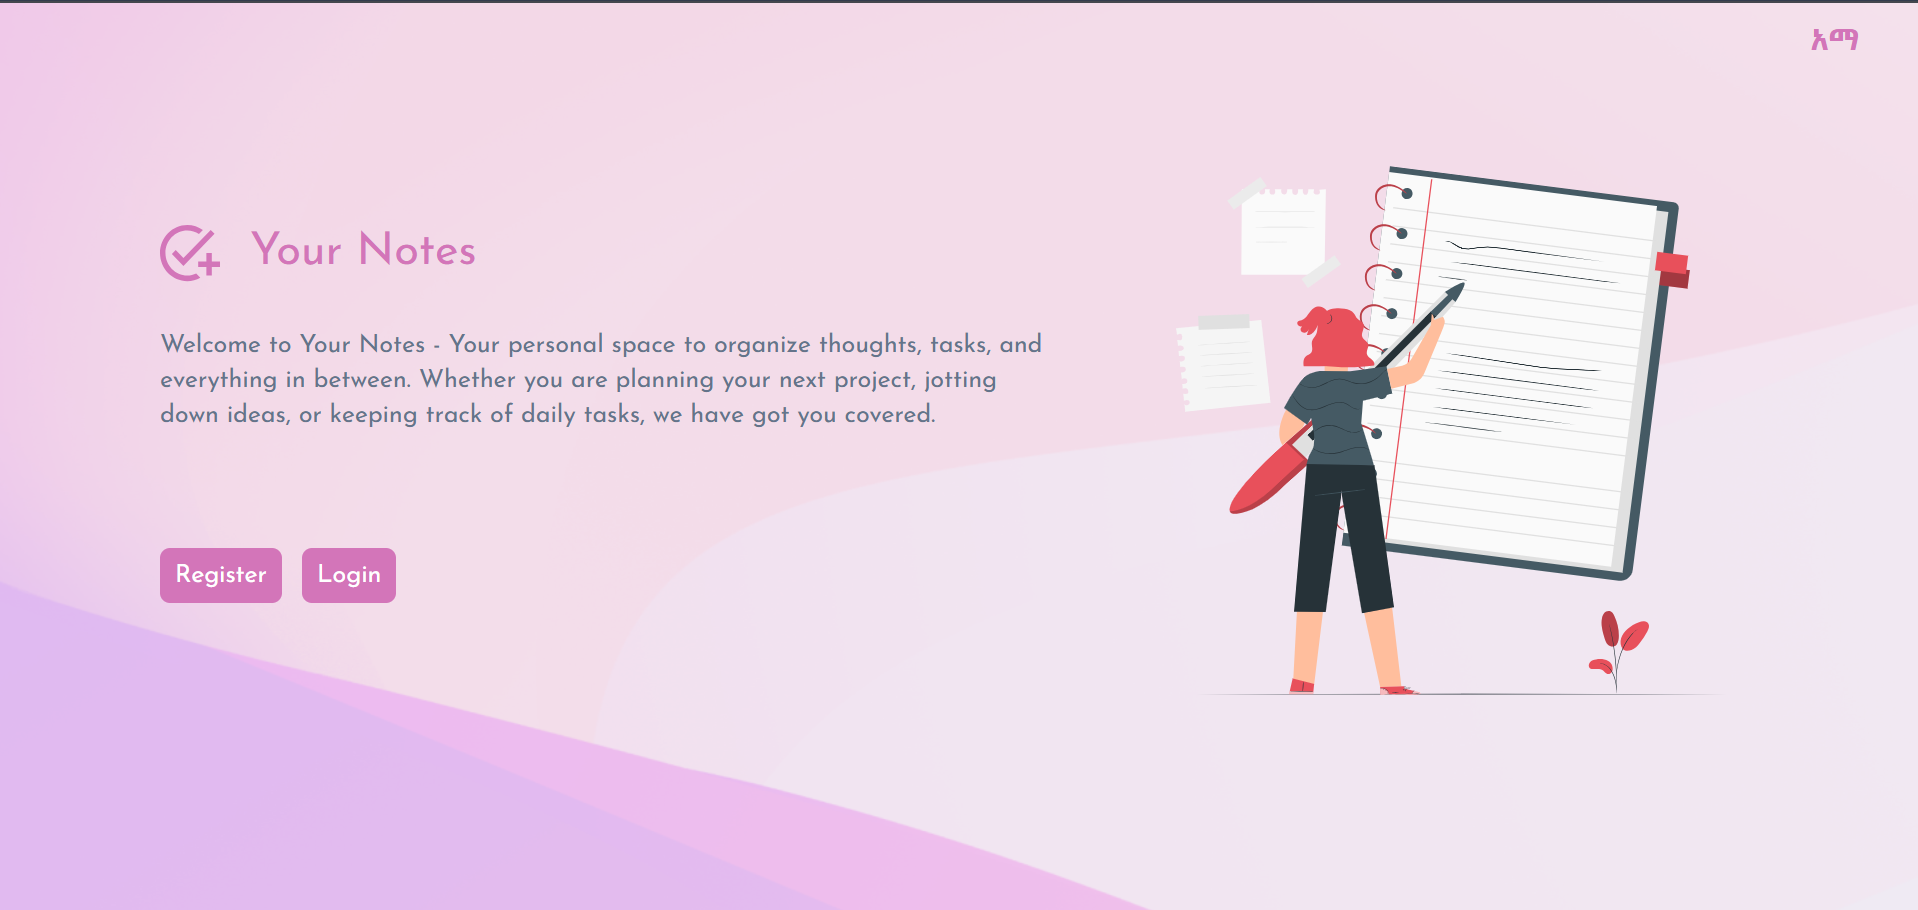 አማ
Your Notes
Welcome to Your Notes - Your personal space to organize thoughts, tasks, and
everything in between. Whether you are planning your next project, jotting
down ideas, or keeping track of daily tasks, we have got you covered.
Register Login